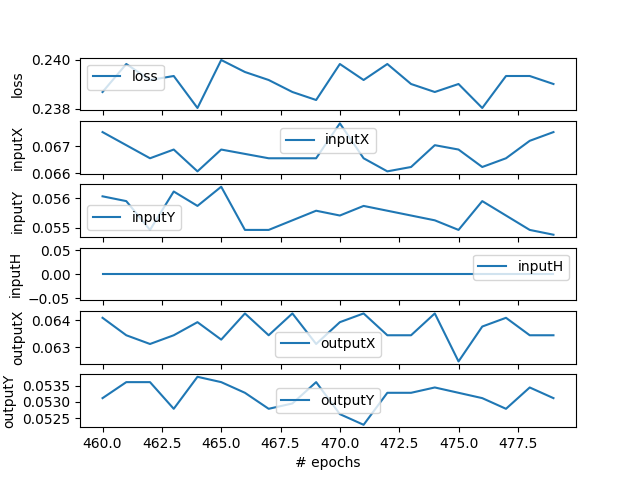 0.240
0.238
loss
loss
0.067
0.066
inputX
inputX
0.056
0.055
inputY
inputY
0.05
0.00
−0.05
inputH
inputH
0.064
0.063
outputX
outputX
0.0535
0.0525
outputY
outputY
460.0 462.5 465.0 467.5 470.0 472.5 475.0 477.5
# epochs